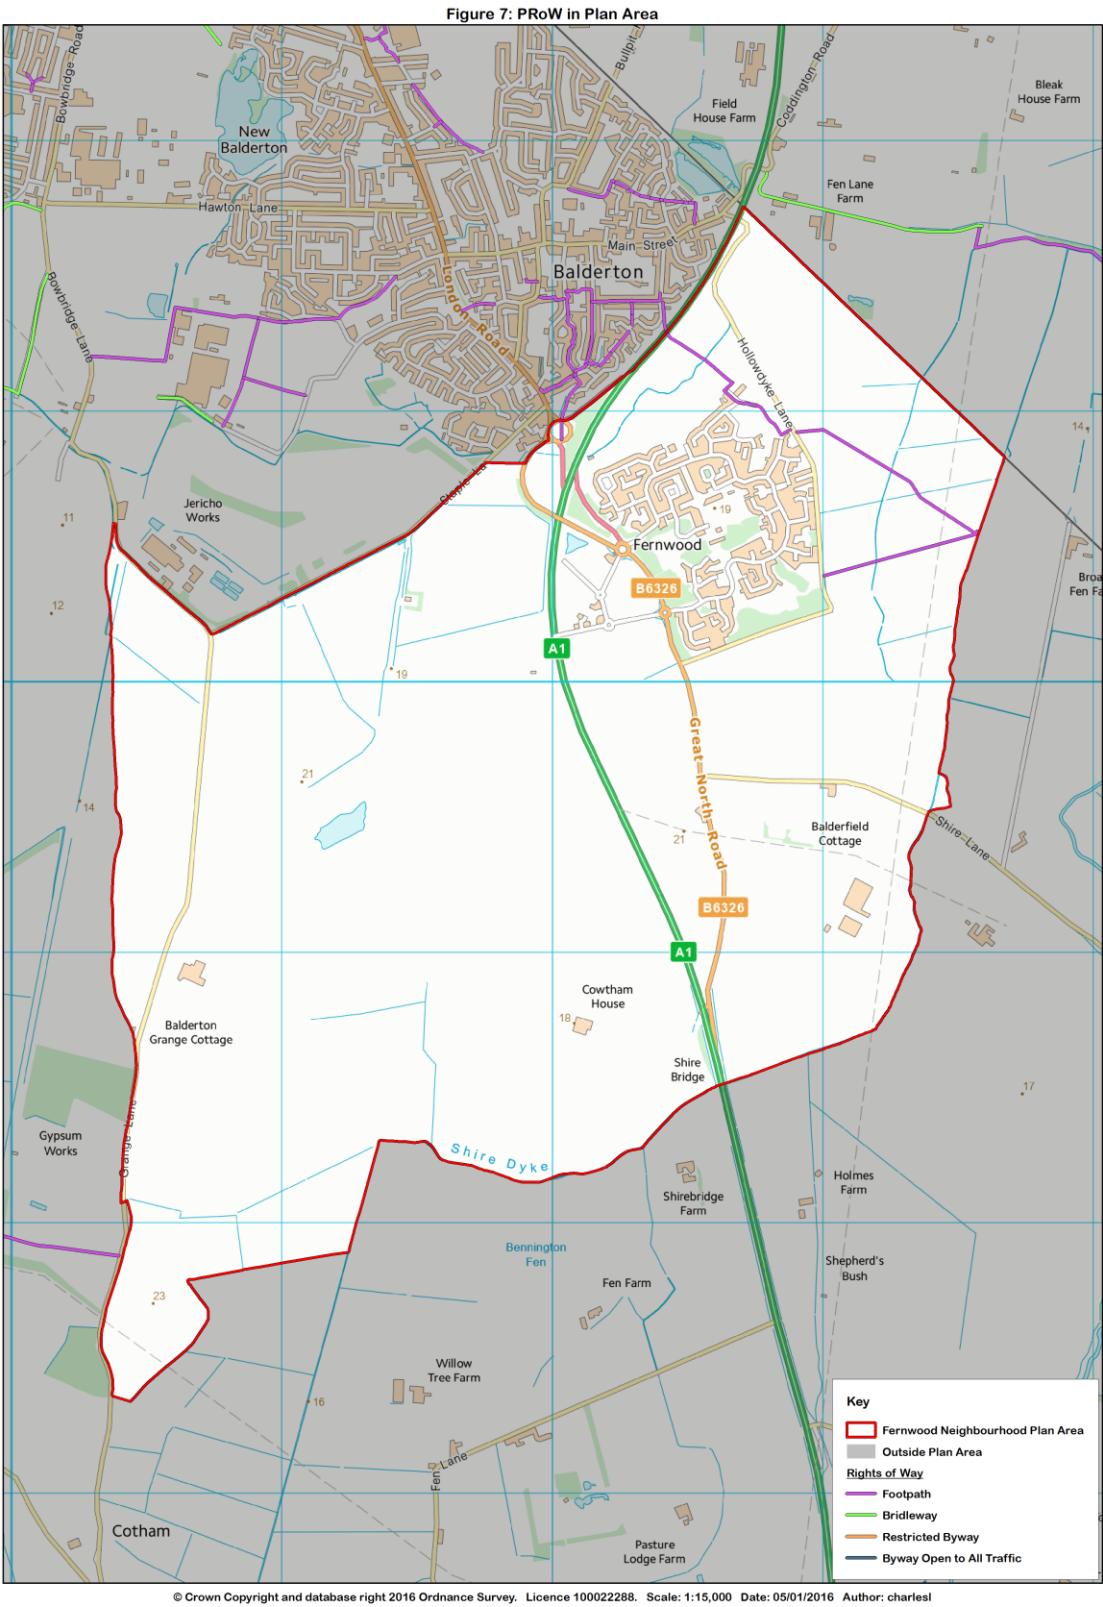 Figure 7: PRoW in Plan Area
Bowbridge Road
Bullpit
Coddington Road
Bleak
House Farm
Field
House Farm
New
Balderton
Fen Lane
Farm
Hawton Lane
Main Street
Balderton
Bowbridge Lane
London Road
Hollowdyke Lane
14
Staple La
Jericho
Works
11
19
Fernwood
B6326
12
Broa
Fen Fa
A1
19
21
14
Great North Road
21
Balderfield
Cottage
Shire Lane
B6326
A1
Cowtham
House
18
Balderton
Grange Cottage
Shire
Bridge
17
Grange Lane
Gypsum
Works
Shire Dyke
Shirebridge
Farm
Holmes
Farm
Bennington
Fen
Shepherd's
Bush
Fen Farm
23
Willow
Tree Farm
16
Fen Lane
Cotham
Pasture
Lodge Farm
Key
Fernwood Neighbourhood Plan Area
Outside Plan Area
Rights of Way
Footpath
Bridleway
Restricted Byway
Byway Open to All Traffic
© Crown Copyright and database right 2016 Ordnance Survey. Licence 100022288. Scale: 1:15,000 Date: 05/01/2016 Author: charlesl